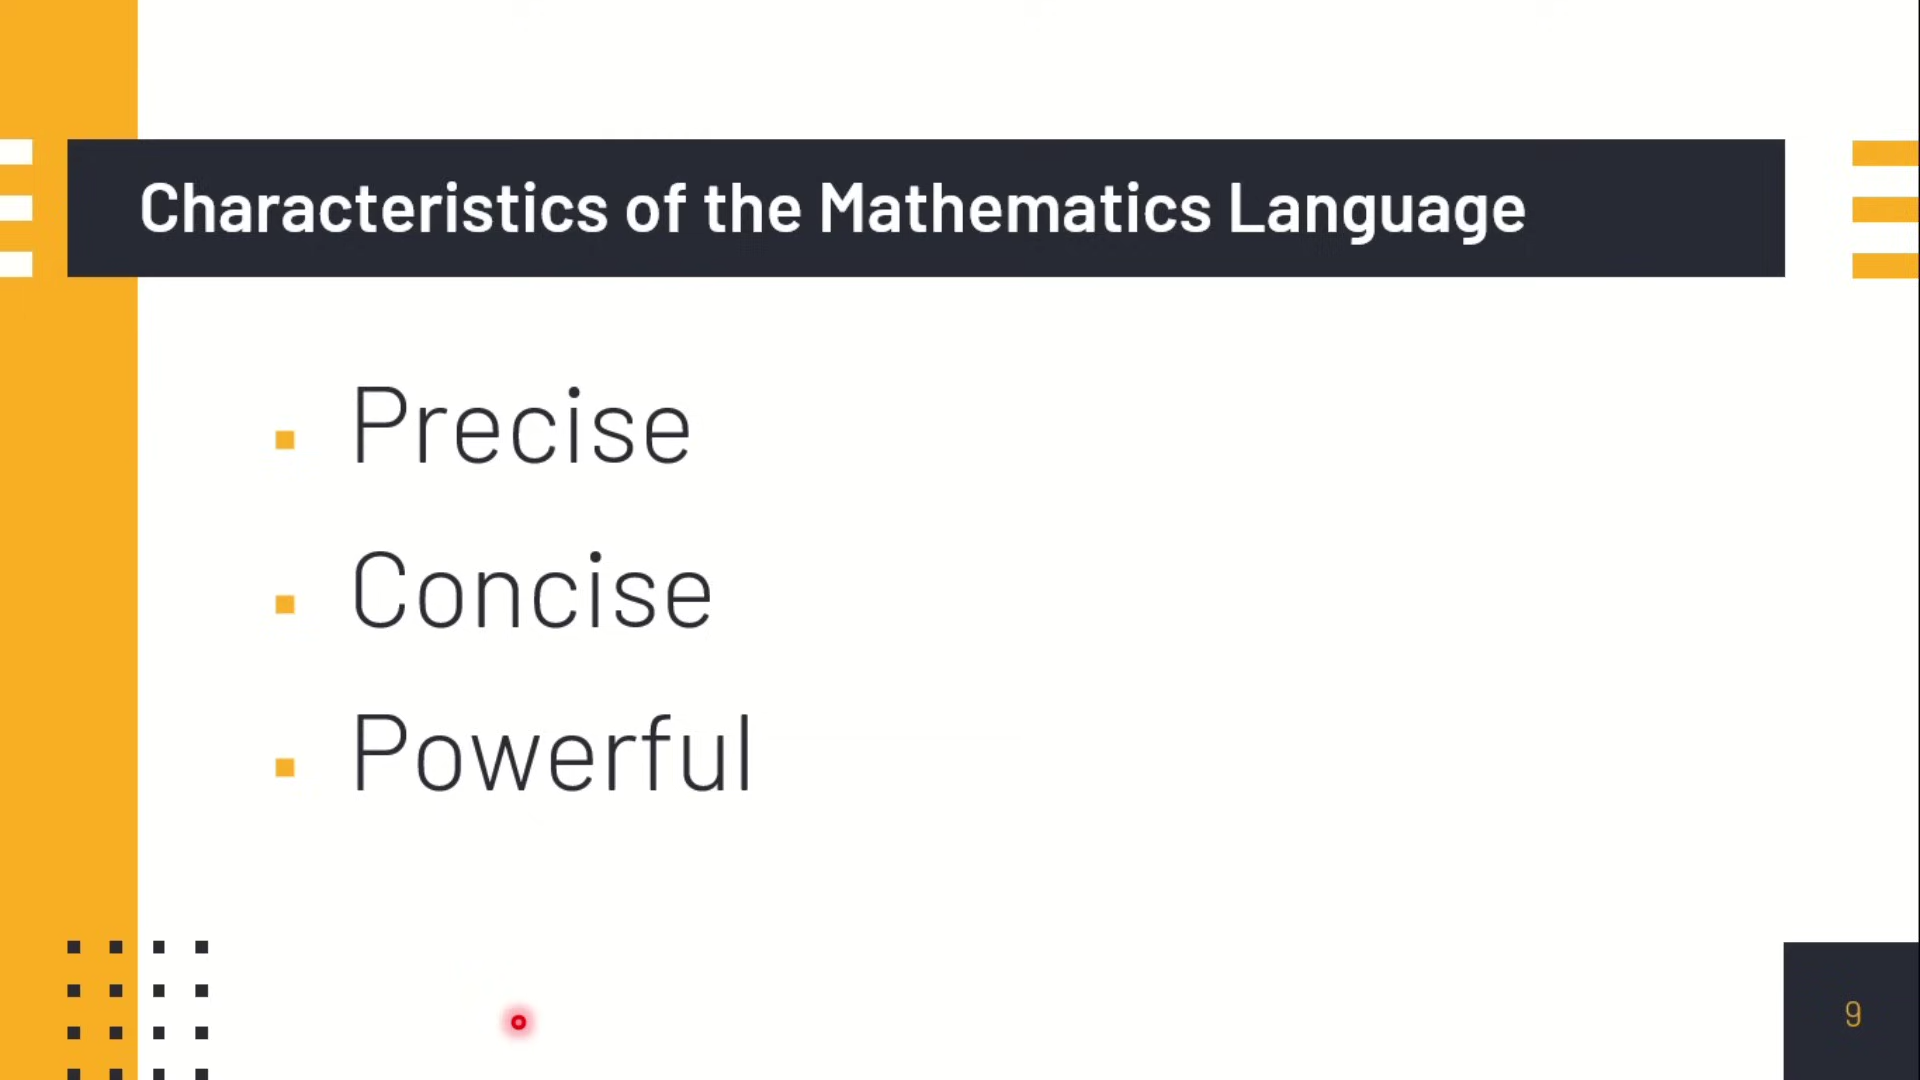 Characteristics of the Mathematics Language
▪ Precise
▪ Concise
▪ Powerful
9